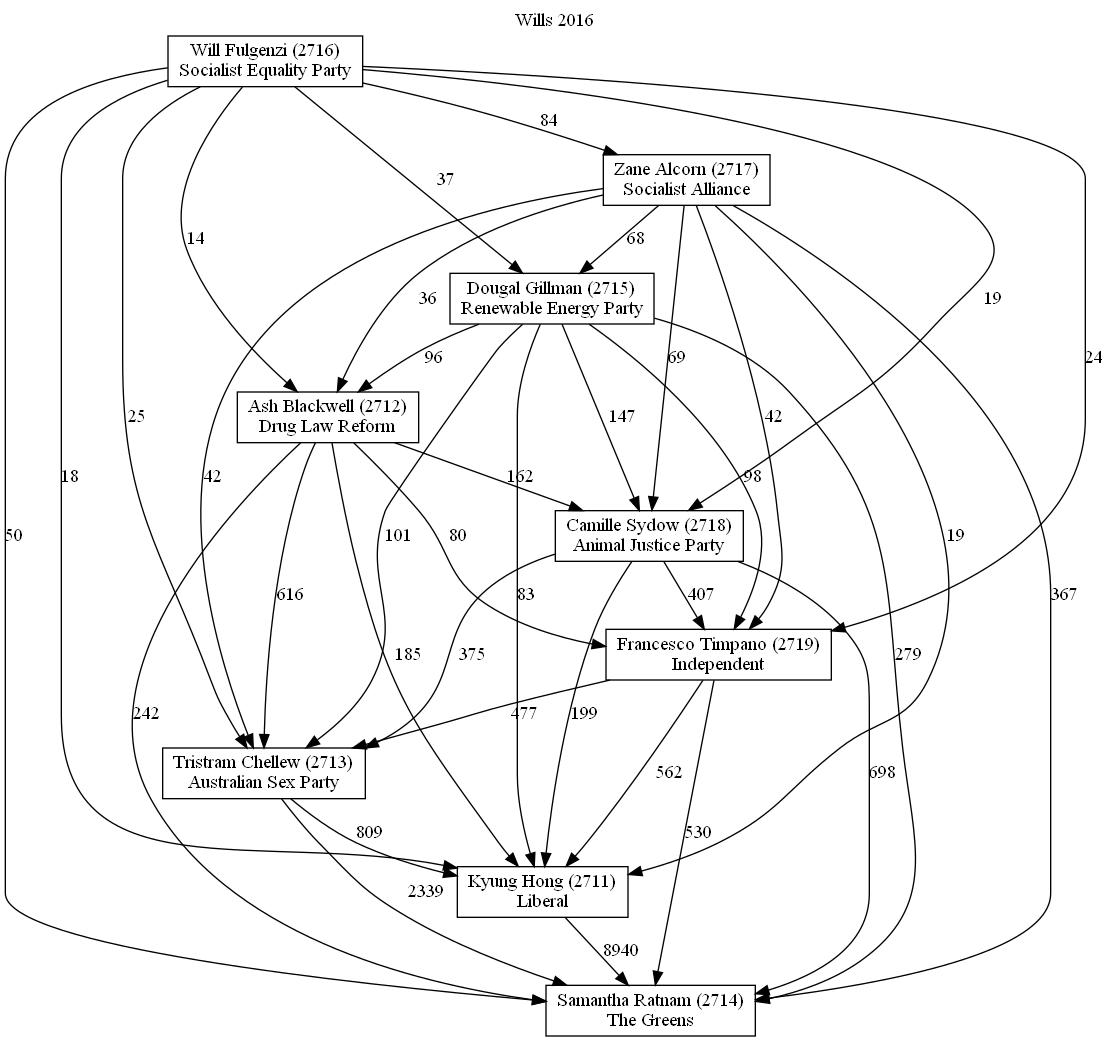 Wills 2016
Will Fulgenzi (2716)
Socialist Equality Party
84
Zane Alcorn (2717)
Socialist Alliance
37
14
68
Dougal Gillman (2715)
Renewable Energy Party
36
19
96
69
24
Ash Blackwell (2712)
Drug Law Reform
25
147
42
18
42
162
98
Camille Sydow (2718)
Animal Justice Party
50
101
80
19
616
83
407
367
Francesco Timpano (2719)
Independent
185
375
279
242
477
199
Tristram Chellew (2713)
Australian Sex Party
562
698
809
530
Kyung Hong (2711)
Liberal
2339
8940
Samantha Ratnam (2714)
The Greens